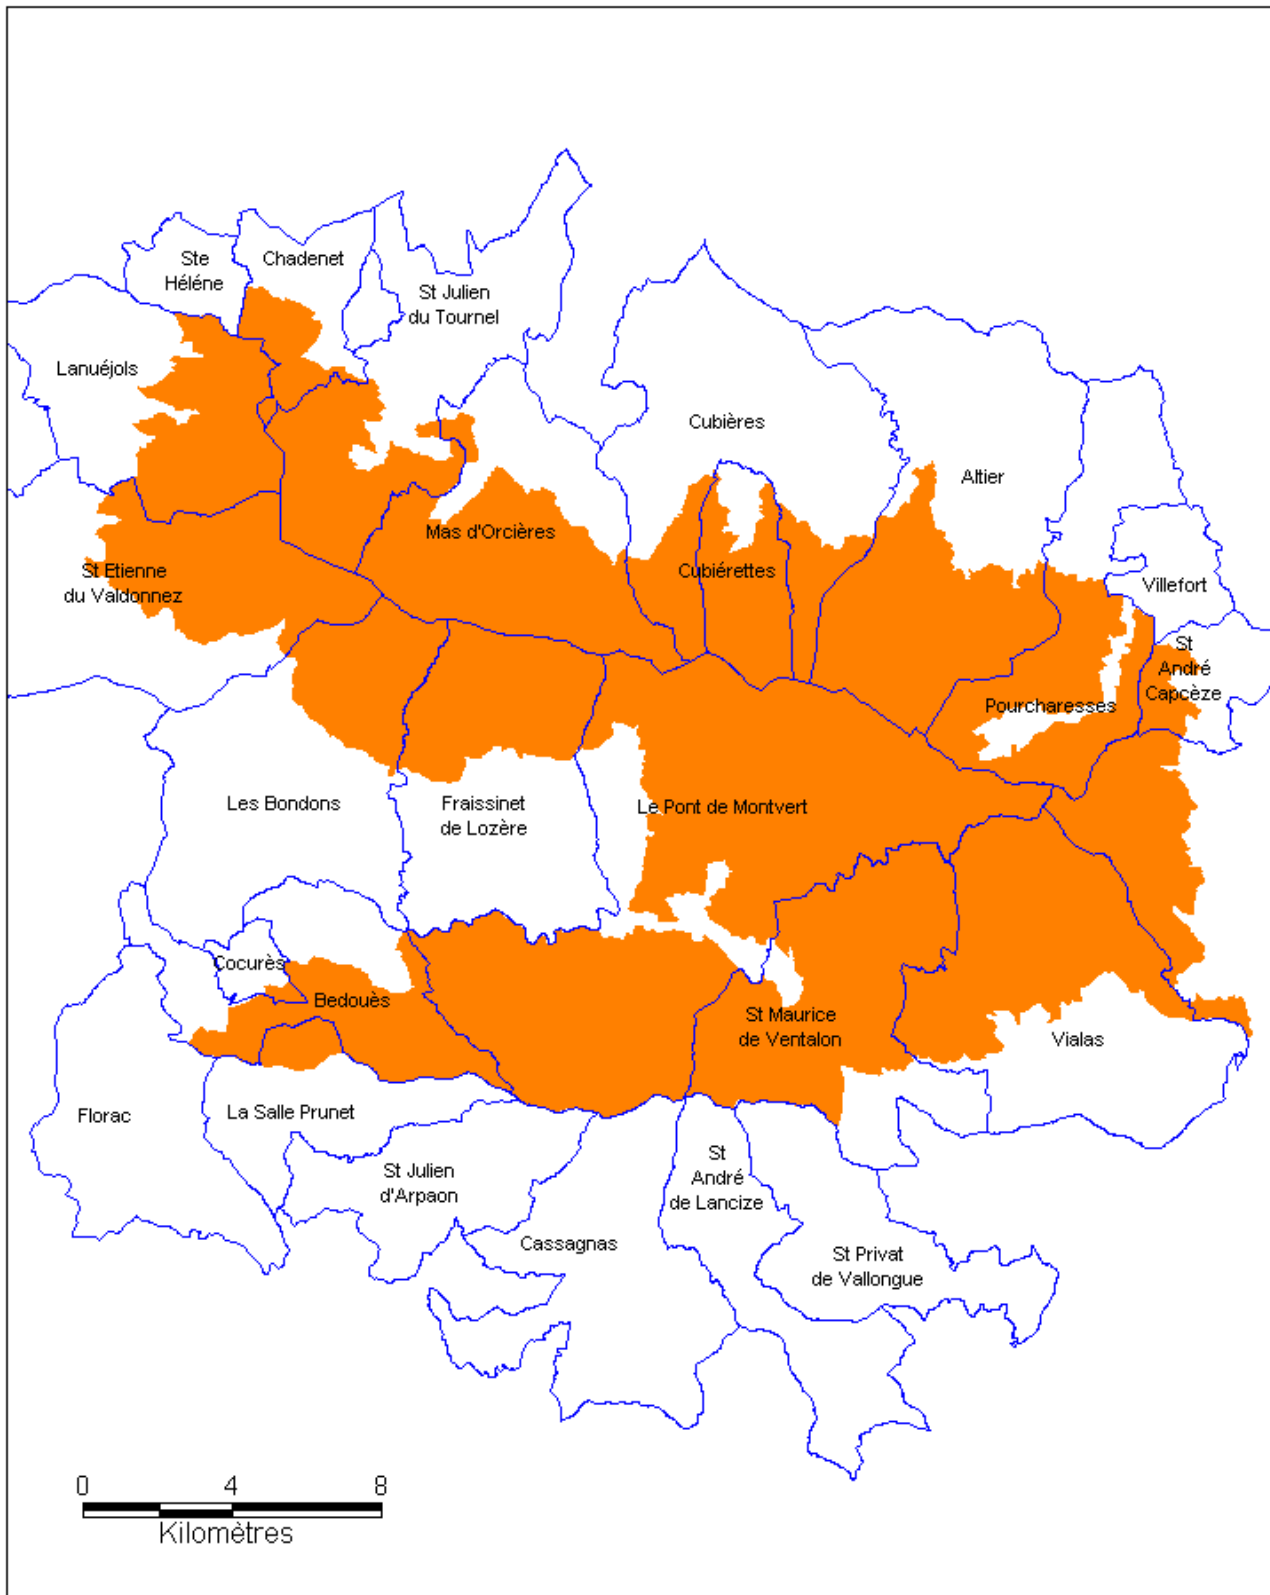 Ste
Héléne
Chadenet
St Julien
du Tournel
Lanuéjols
Cubières
Altier
Mas d'Orcières
St Etienne
du Valdonnez
Cubiérettes
Villefort
St
André
Capcèze
Pourcharesses
Les Bondons
Fraissinet
de Lozère
Le Pont de Montvert
Cocurès
Bedouès
St Maurice
de Ventalon
Vialas
Florac
La Salle Prunet
St Julien
d'Arpaon
St
André
de Lancize
Cassagnas
St Privat
de Vallongue
0 4 8
Kilomètres